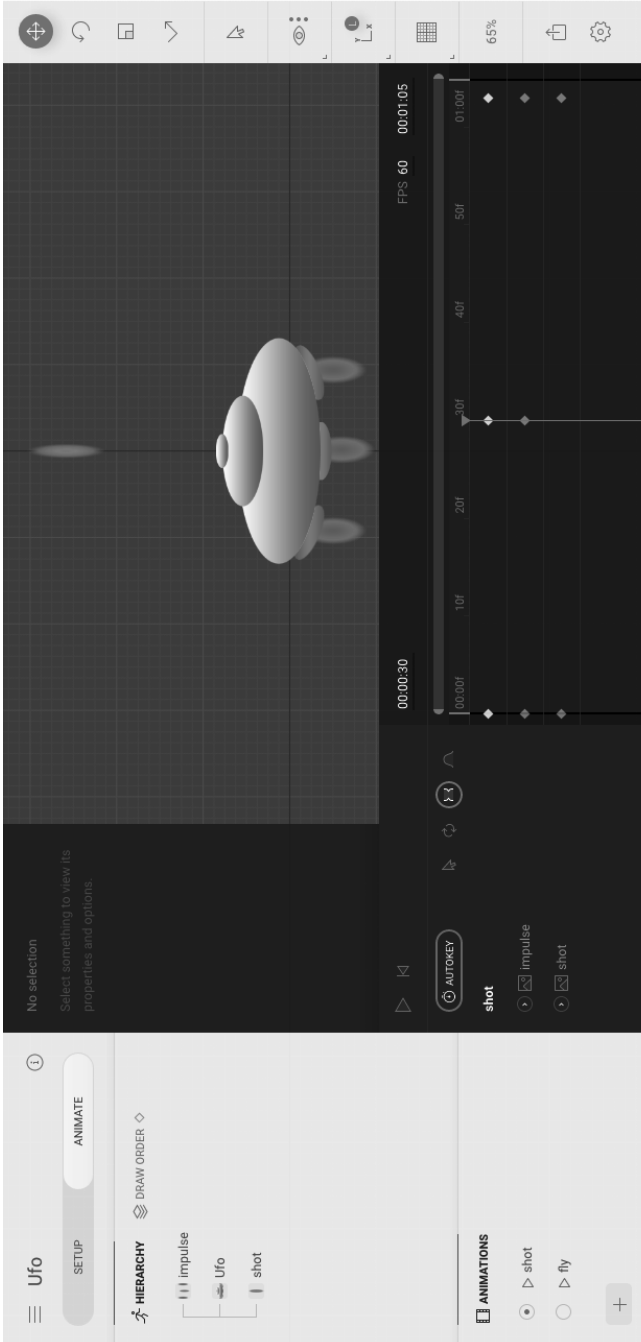 Ufo
SETUP
ANIMATE
HIERARCHY
DRAW ORDER
impulse
Ufo
shot
ANIMATIONS
shot
fly
No selection
Select something to view its
properties and options.
AUTOKEY
shot
impulse
shot
00:00:30
FPS 60
00:01:05
00:00f
10f
20f
30f
40f
50f
01:00f
L
Y
X
65%